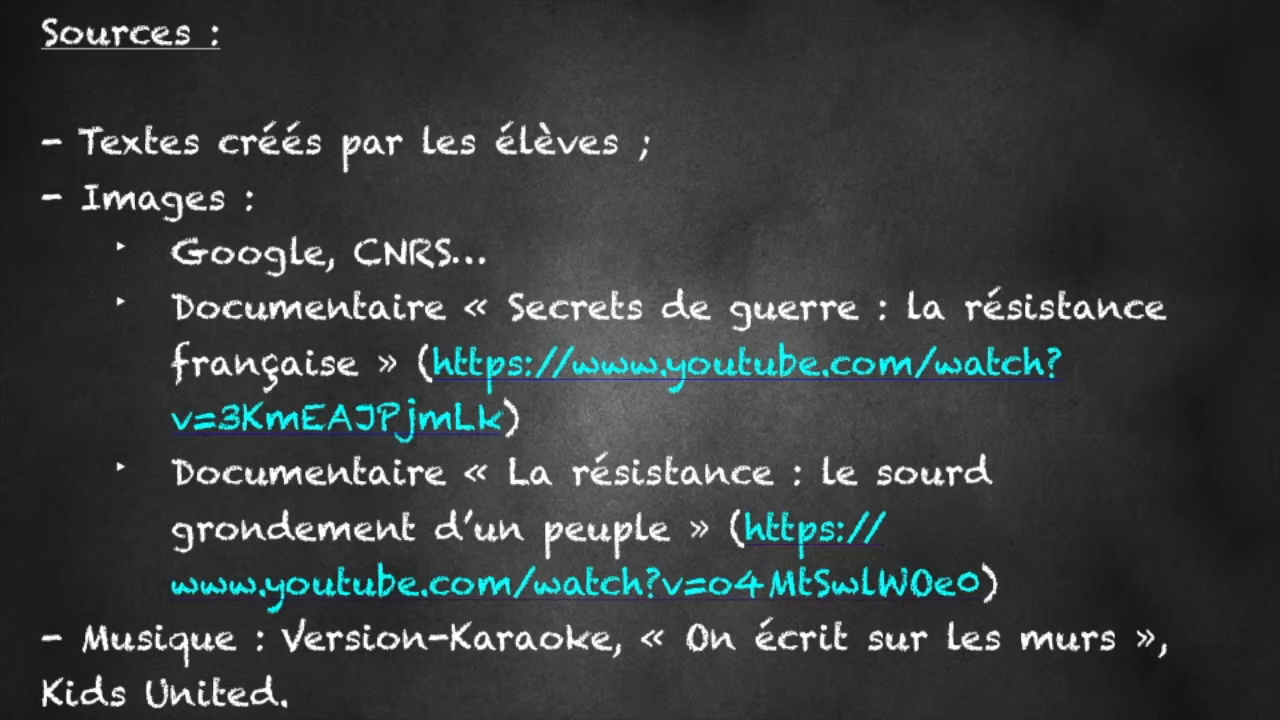 Sources :
- Textes créés par les élèves ;
- Images :
‣ Google, CNRS...
‣ Documentaire « Secrets de guerre : la résistance
française » (https://www.youtube.com/watch?
v=3KmEAJPjmLk)
‣ Documentaire « La résistance : le sourd
grondement d’un peuple » (https://
www.youtube.com/watch?v=o4MtSwlWOeo)
- Musique : Version-Karaoke, « On écrit sur les murs »,
Kids United.